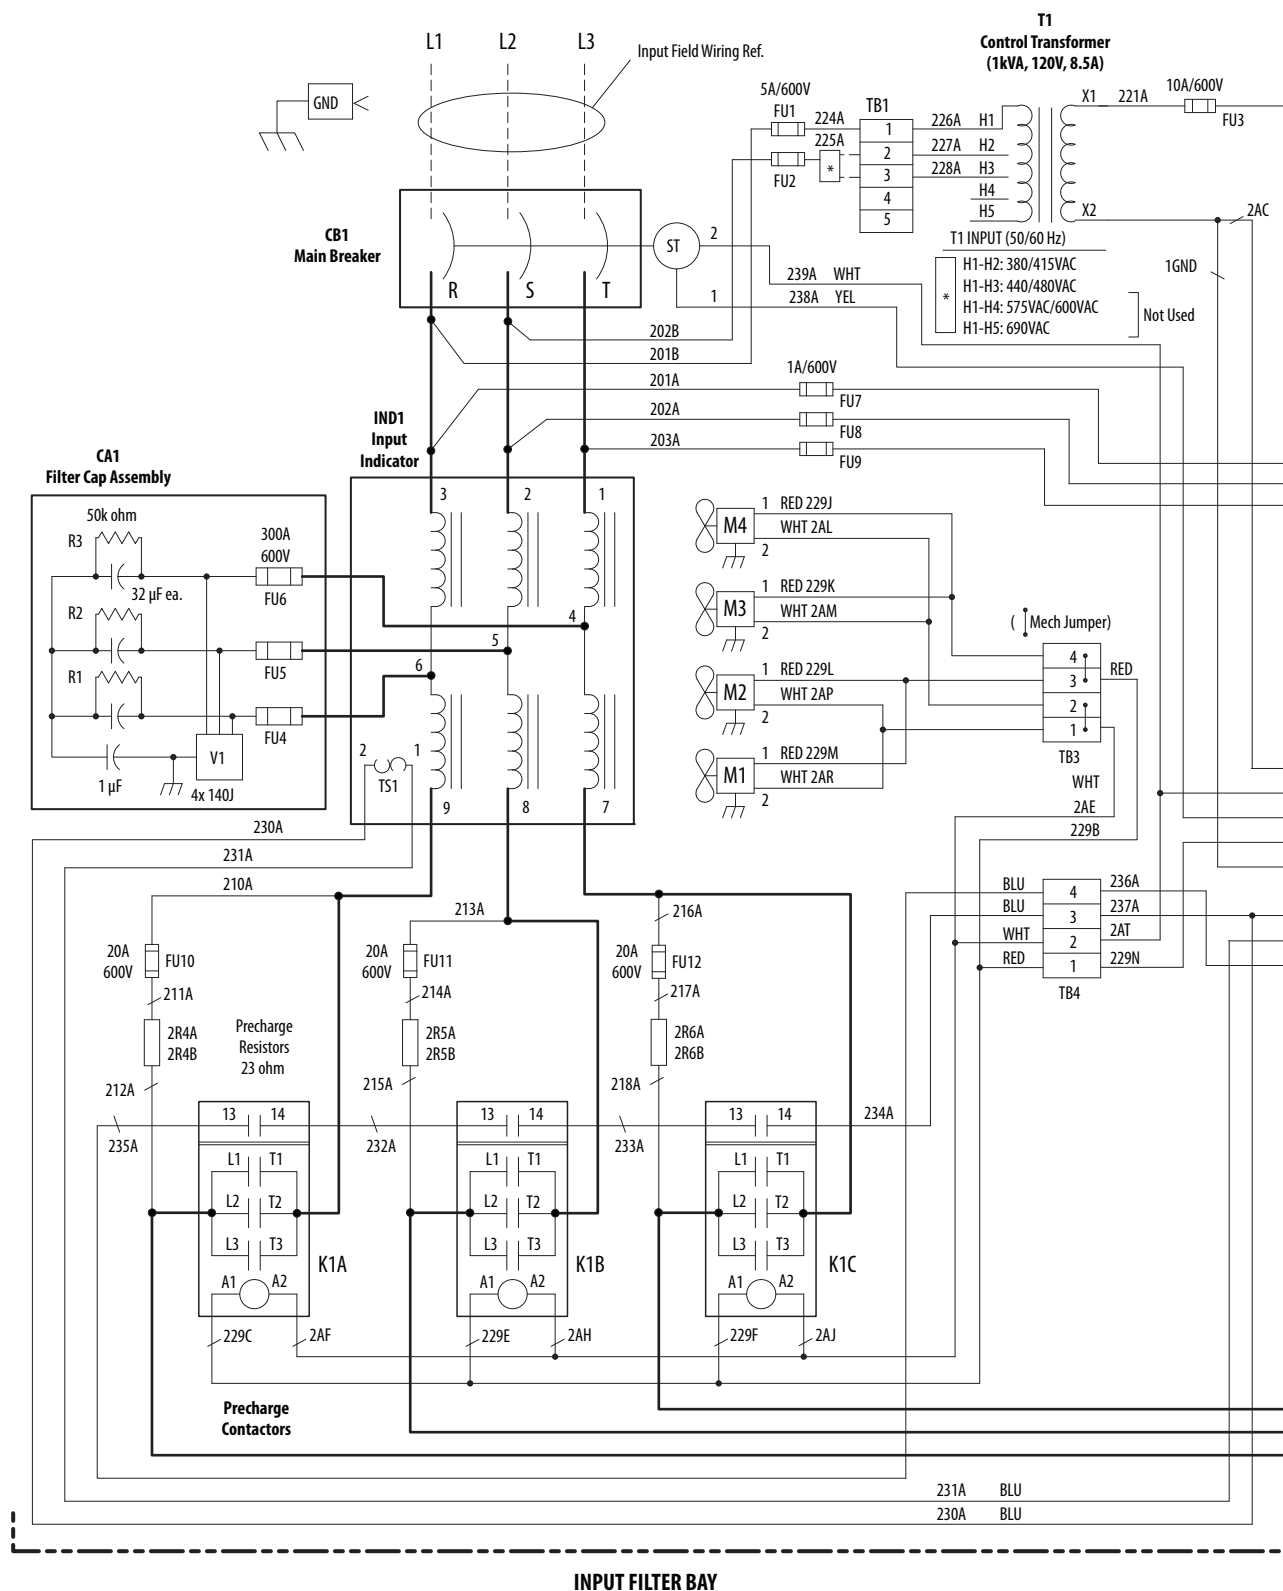 T1
Control Transformer
(1kVA, 120V, 8.5A)
L1
L2
L3
Input Field Wiring Ref.
GND
5A/600V
FU1
224A
TB1
225A
FU2
*
1
2
3
4
5
226A
H1
227A
H2
228A
H3
H4
H5
X1
221A
10A/600V
FU3
X2
2AC
1GND
CB1
Main Breaker
R
S
T
ST
2
1
239A WHT
238A YEL
T1 INPUT (50/60 Hz)
*
H1-H2: 380/415VAC
H1-H3: 440/480VAC
H1-H4: 575VAC/600VAC
H1-H5: 690VAC
Not Used
202B
201B
201A
202A
203A
1A/600V
FU7
FU8
FU9
IND1
Input
Indicator
CA1
Filter Cap Assembly
50k ohm
R3
32 µF ea.
R2
R1
1 µF
V1
4x 140J
300A
600V
FU6
FU5
FU4
3
2
1
4
5
6
2
1
TS1
9
8
7
M4
1 RED 229J
WHT 2AL
2
M3
1 RED 229K
WHT 2AM
2
M2
1 RED 229L
WHT 2AP
2
M1
1 RED 229M
WHT 2AR
2
( Mech Jumper)
4
3
2
1
RED
TB3
WHT
2AE
229B
230A
231A
210A
213A
216A
BLU
4
236A
BLU
3
237A
WHT
2
2AT
RED
1
229N
TB4
20A
600V
FU10
211A
2R4A
2R4B
212A
Precharge
Resistors
23 ohm
20A
600V
FU11
214A
2R5A
2R5B
215A
20A
600V
FU12
217A
2R6A
2R6B
218A
235A
13
14
232A
13
14
233A
13
14
234A
L1
T1
L2
T2
L3
T3
K1A
A1
A2
229C
2AF
L1
T1
L2
T2
L3
T3
K1B
A1
A2
229E
2AH
L1
T1
L2
T2
L3
T3
K1C
A1
A2
229F
2AJ
Precharge
Contactors
231A BLU
230A BLU
INPUT FILTER BAY